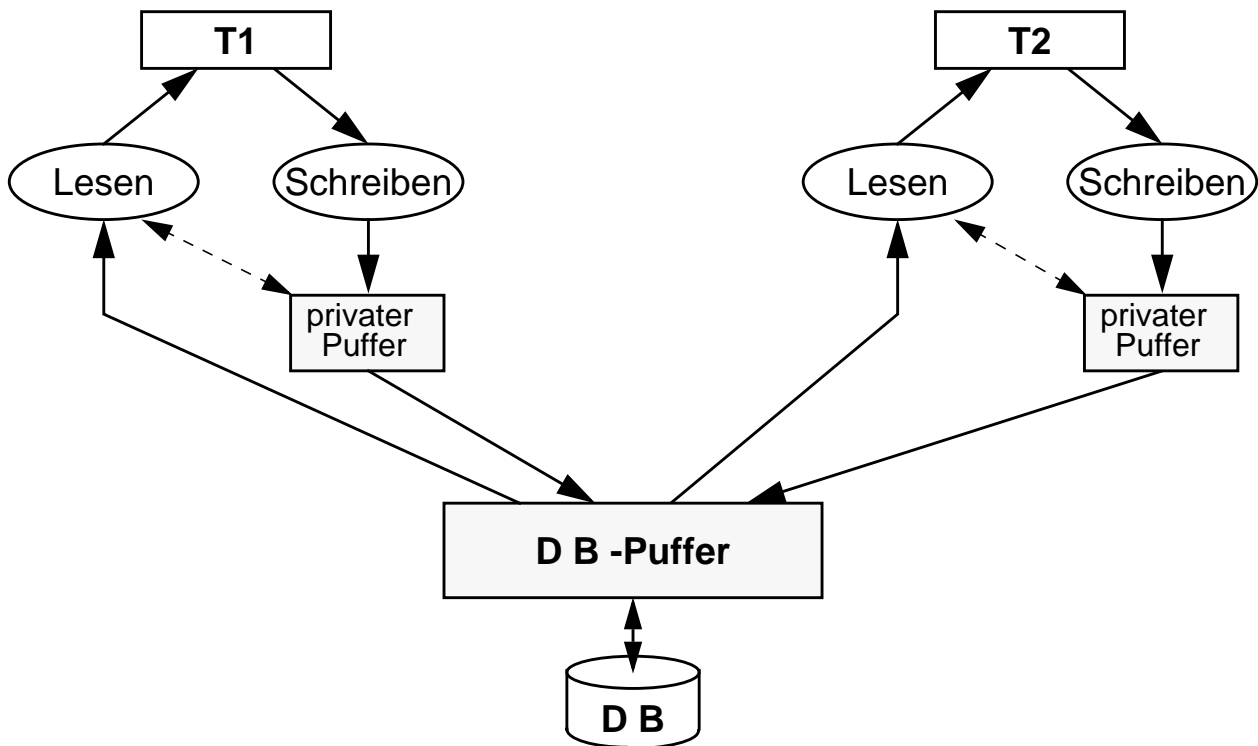 T1
T2
Lesen
Schreiben
Lesen
Schreiben
privater
Puffer
privater
Puffer
D B -Puffer
D B